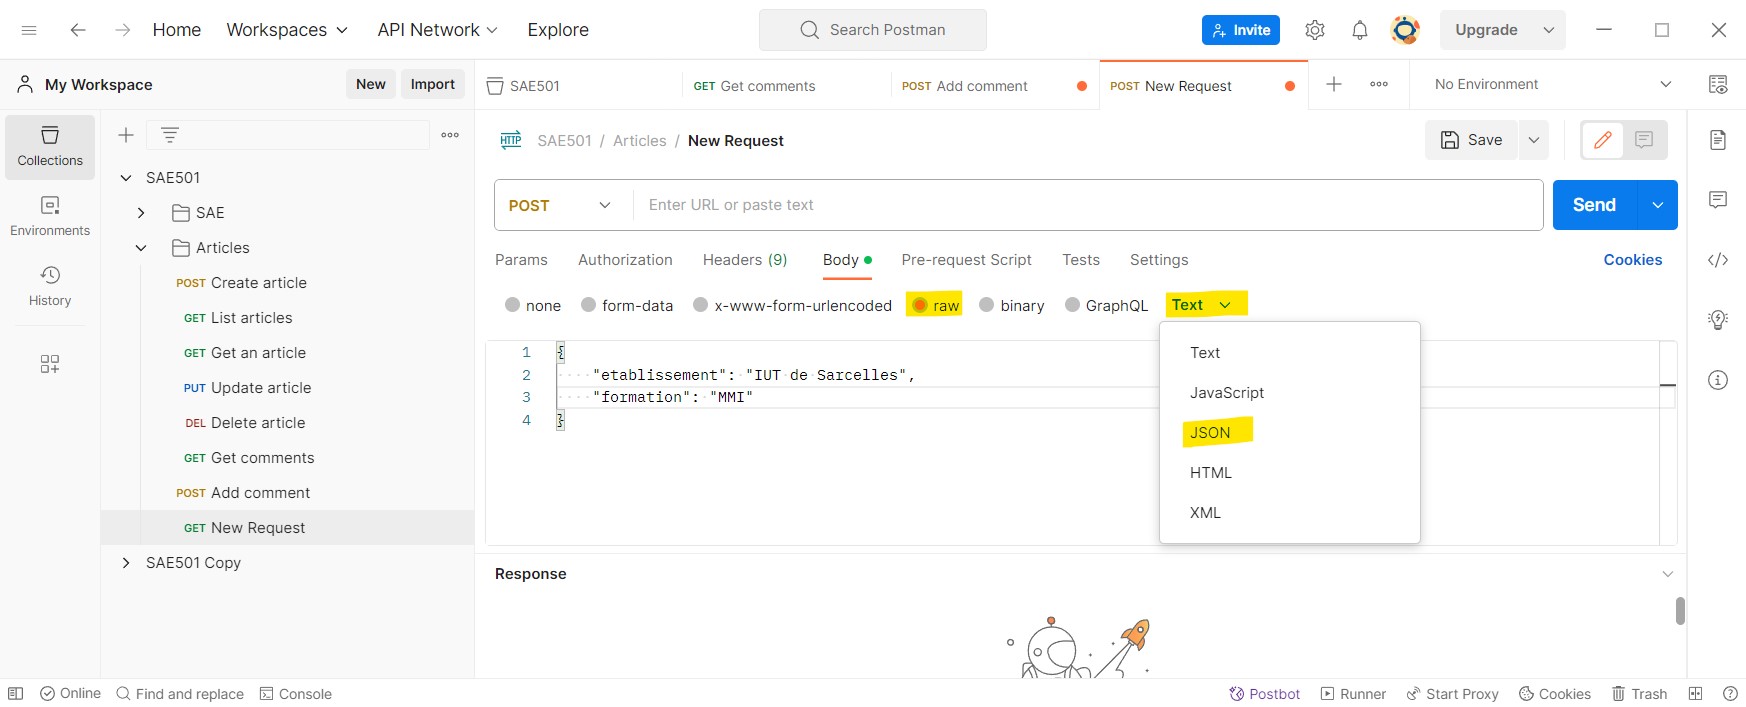 Home Workspaces API Network Explore Search Postman Invite Upgrade
My Workspace New Import SAE501 GET Get comments POST Add comment POST New Request No Environment
Collections
Environments
History
SAE501
SAE
Articles
POST Create article
GET List articles
GET Get an article
PUT Update article
DEL Delete article
GET Get comments
POST Add comment
GET New Request
SAE501 Copy
HTTP SAE501 / Articles / New Request Save
POST Enter URL or paste text Send
Params Authorization Headers (9) Body Pre-request Script Tests Settings Cookies
none form-data x-www-form-urlencoded raw binary GraphQL Text
1 {
2 "etablissement": "IUT de Sarcelles",
3 "formation": "MMI"
4 }
Text
JavaScript
JSON
HTML
XML
Response
Online Find and replace Console Postbot Runner Start Proxy Cookies Trash